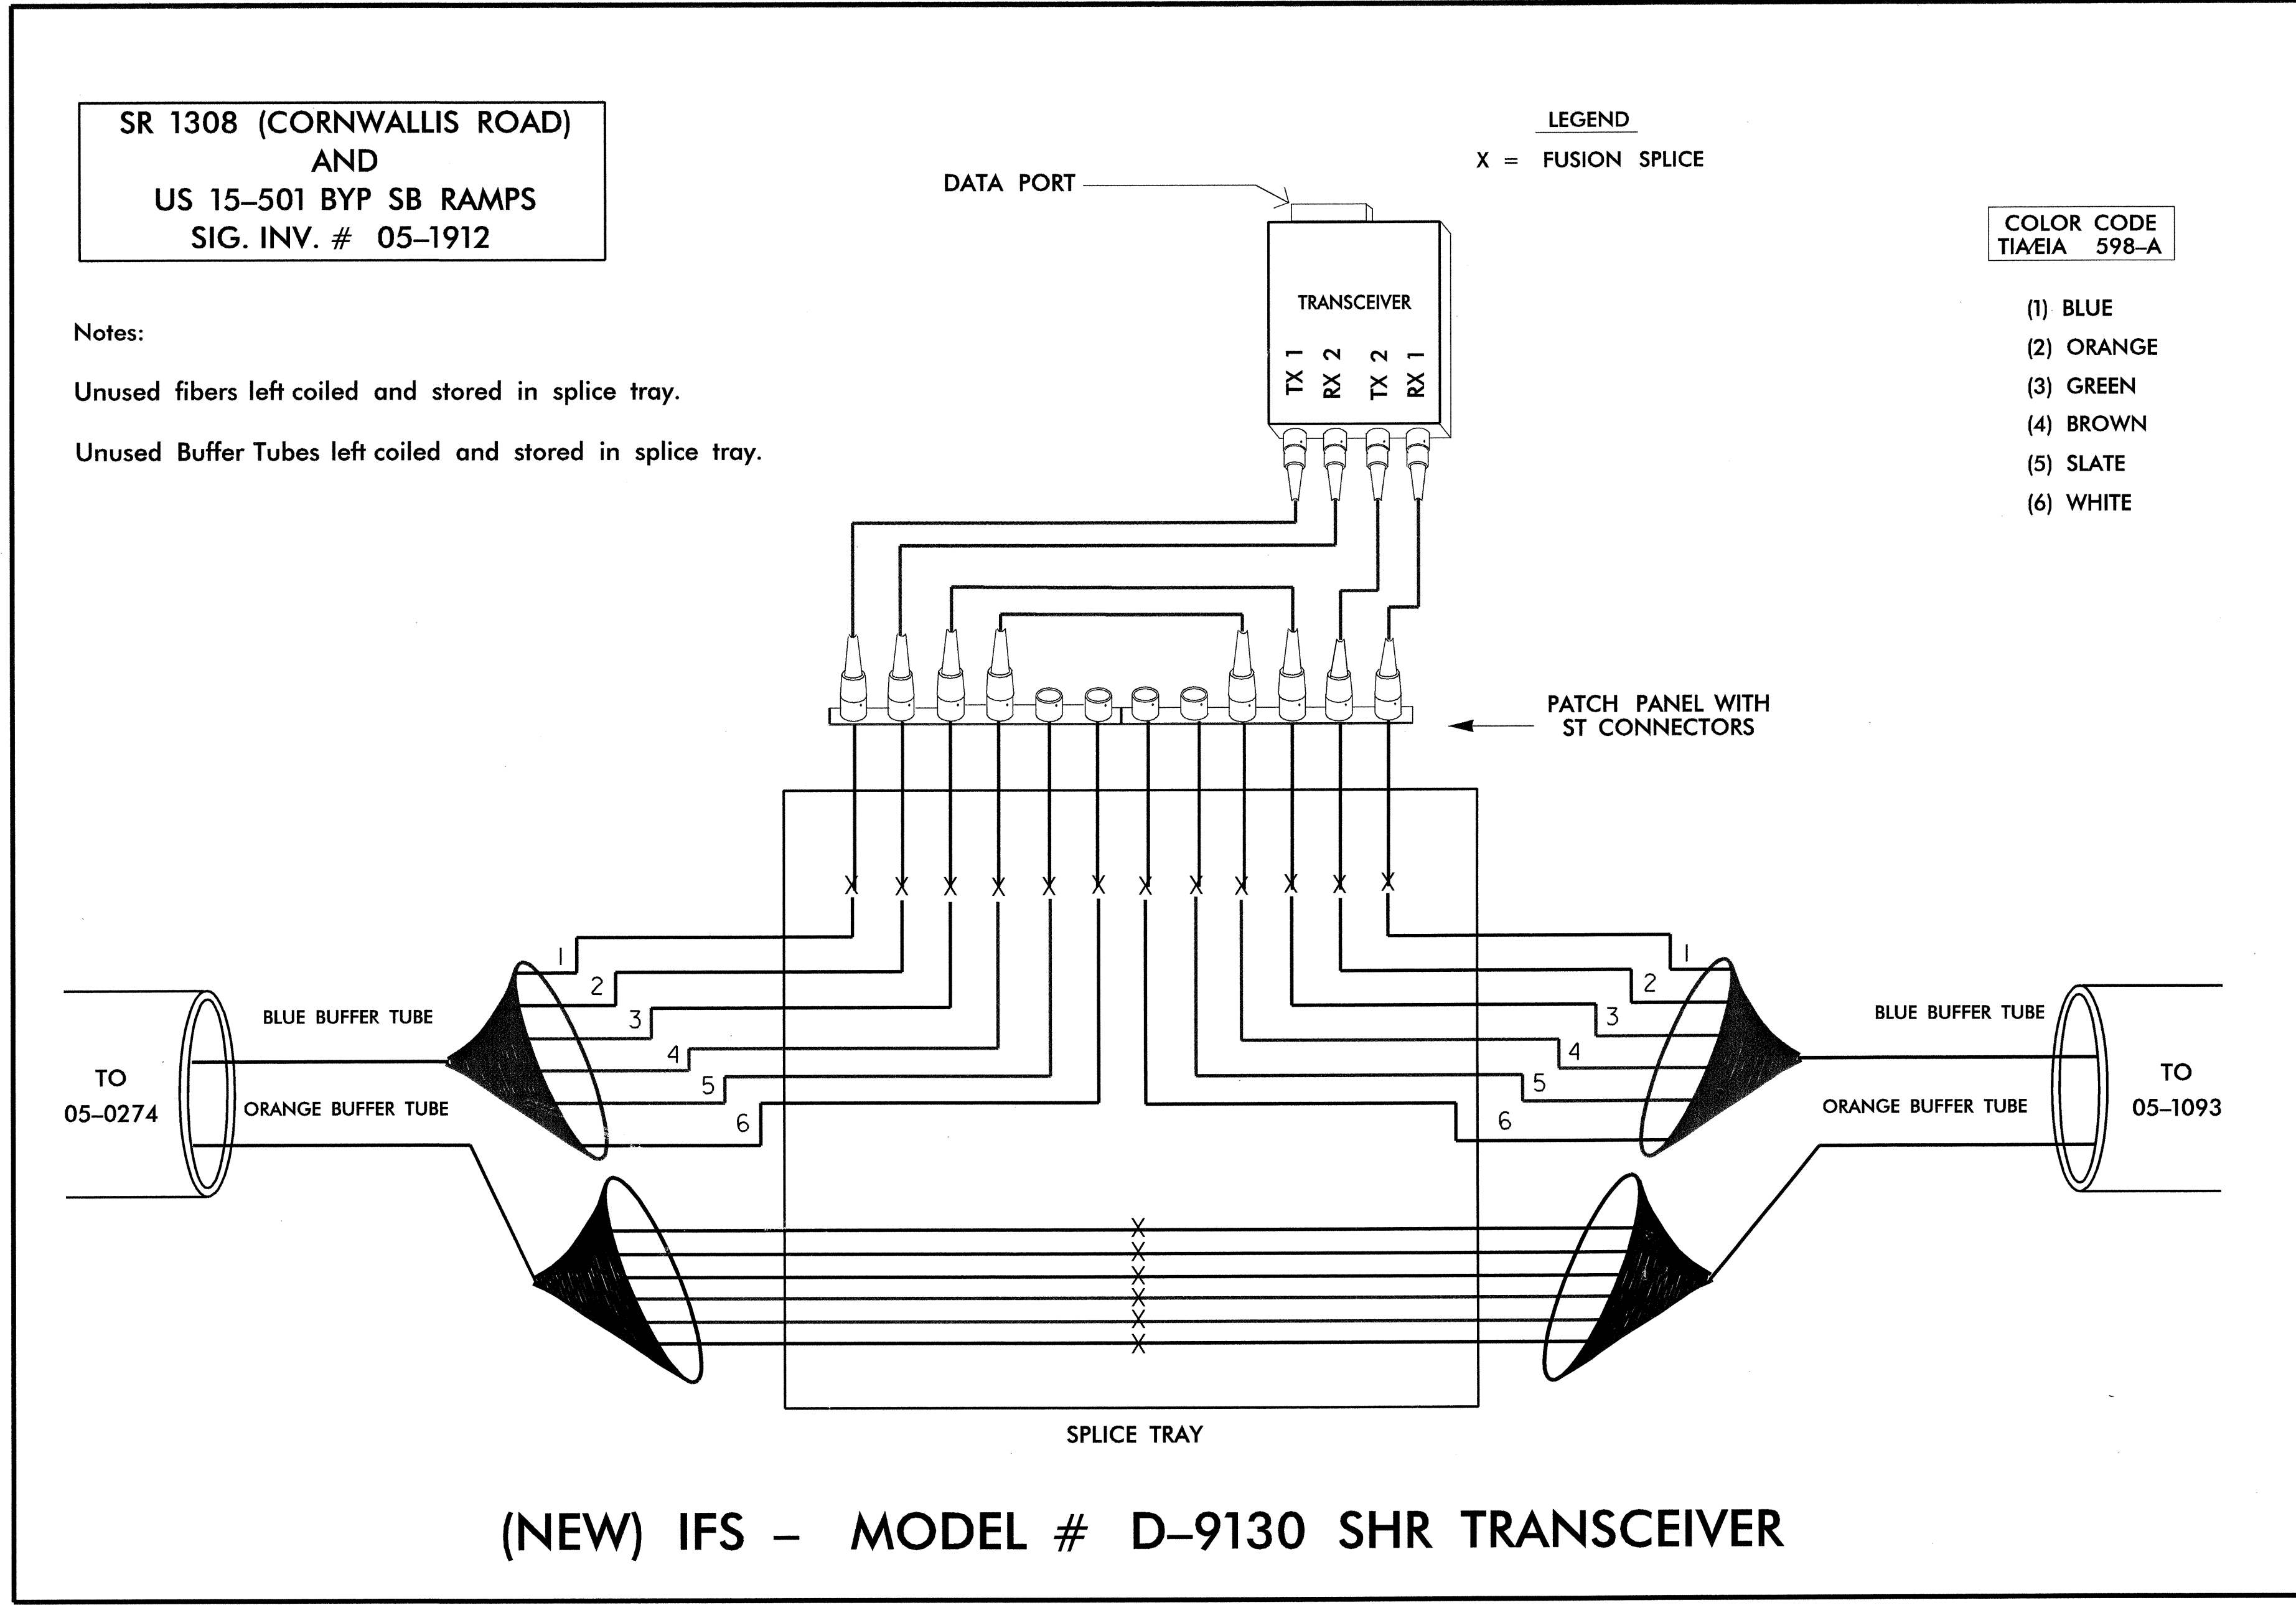 SR 1308 (CORNWALLIS ROAD)
AND
US 15–501 BYP SB RAMPS
SIG. INV. # 05–1912
Notes:
Unused fibers left coiled and stored in splice tray.
Unused Buffer Tubes left coiled and stored in splice tray.
LEGEND
X = FUSION SPLICE
DATA PORT
TRANSCEIVER
TX 1
RX 2
TX 2
RX 1
COLOR CODE
TIA/EIA 598–A
(1) BLUE
(2) ORANGE
(3) GREEN
(4) BROWN
(5) SLATE
(6) WHITE
PATCH PANEL WITH
ST CONNECTORS
X X X X X X X X X X X X
1
2
3
4
5
6
1
2
3
4
5
6
BLUE BUFFER TUBE
TO
05–0274
ORANGE BUFFER TUBE
BLUE BUFFER TUBE
TO
05–1093
ORANGE BUFFER TUBE
X
X
X
X
X
X
SPLICE TRAY
(NEW) IFS – MODEL # D–9130 SHR TRANSCEIVER